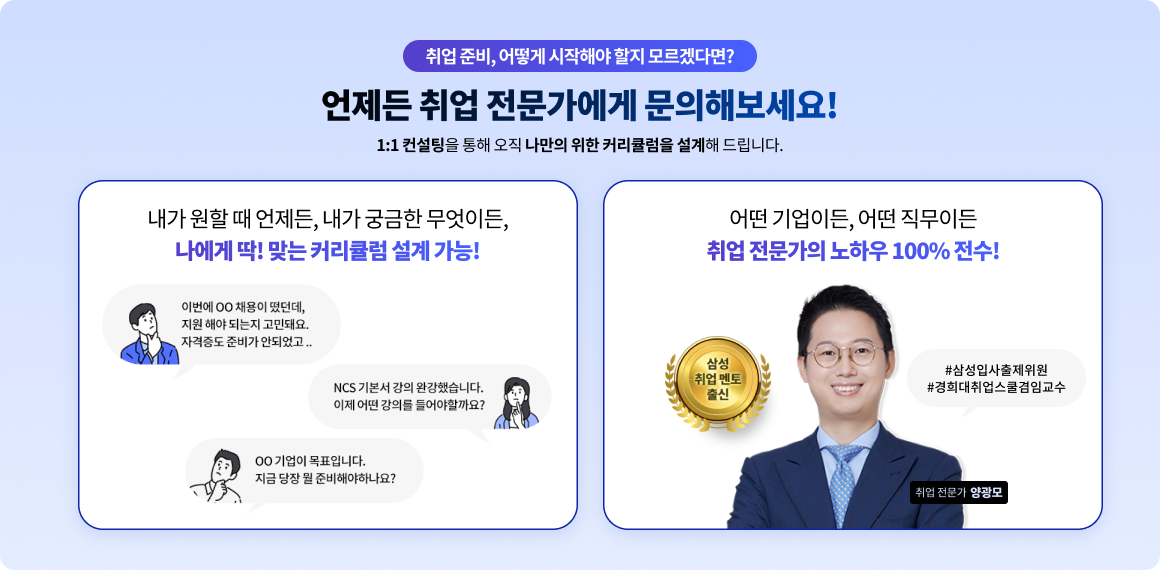 취업 준비, 어떻게 시작해야 할지 모르겠다면?
언제든 취업 전문가에게 문의해보세요!
1:1 컨설팅을 통해 오직 나만의 위한 커리큘럼을 설계해 드립니다.
내가 원할 때 언제든, 내가 궁금한 무엇이든,
나에게 딱! 맞는 커리큘럼 설계 가능!
이번에 OO 채용이 떴던데,
지원 해야 되는지 고민돼요.
자격증도 준비가 안되었고 ..
NCS 기본서 강의 완강했습니다.
이제 어떤 강의를 들어야할까요?
OO 기업이 목표입니다.
지금 당장 뭘 준비해야하나요?
어떤 기업이든, 어떤 직무이든
취업 전문가의 노하우 100% 전수!
삼성
취업 멘토
출신
#삼성입사출제위원
#경희대취업스쿨겸임교수
취업 전문가 양광모